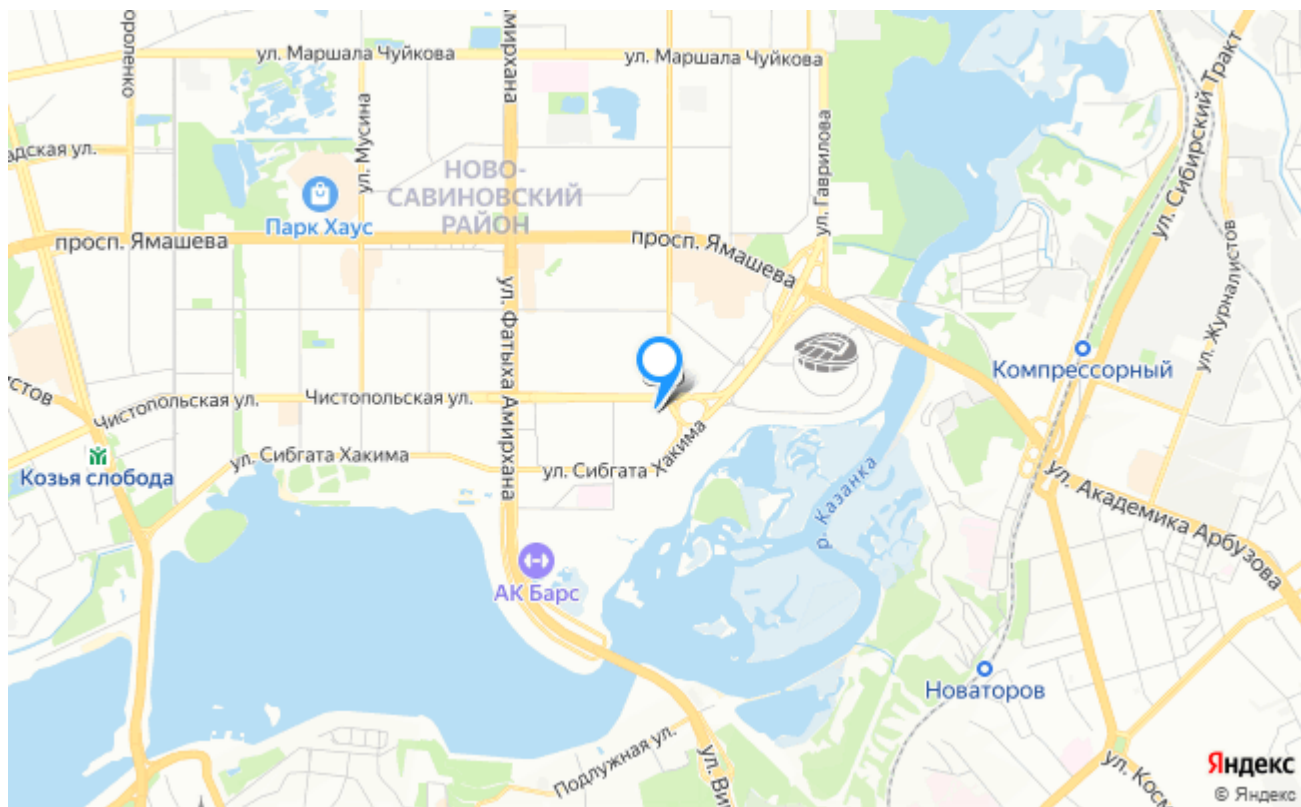 ороленко
ул. Маршала Чуйкова
ул. Маршала Чуйкова
Амирхана
ул. Сибирский Тракт
адская ул.
ул. Мусина
ул. Гаврилова
НОВО-
САВИНОВСКИЙ
РАЙОН
Парк Хаус
просп. Ямашева
просп. Ямашева
ул. Журналистов
ул. Фатыха Амирхана
Компрессорный
истов
Чистопольская ул.
Чистопольская ул.
Козья слобода
ул. Сибгата Хакима
ул. Сибгата Хакима
р. Казанка
ул. Академика Арбузова
АК Барс
Новаторов
Подлужная ул.
ул. Ви
ул. Кос
Яндекс
© Яндекс